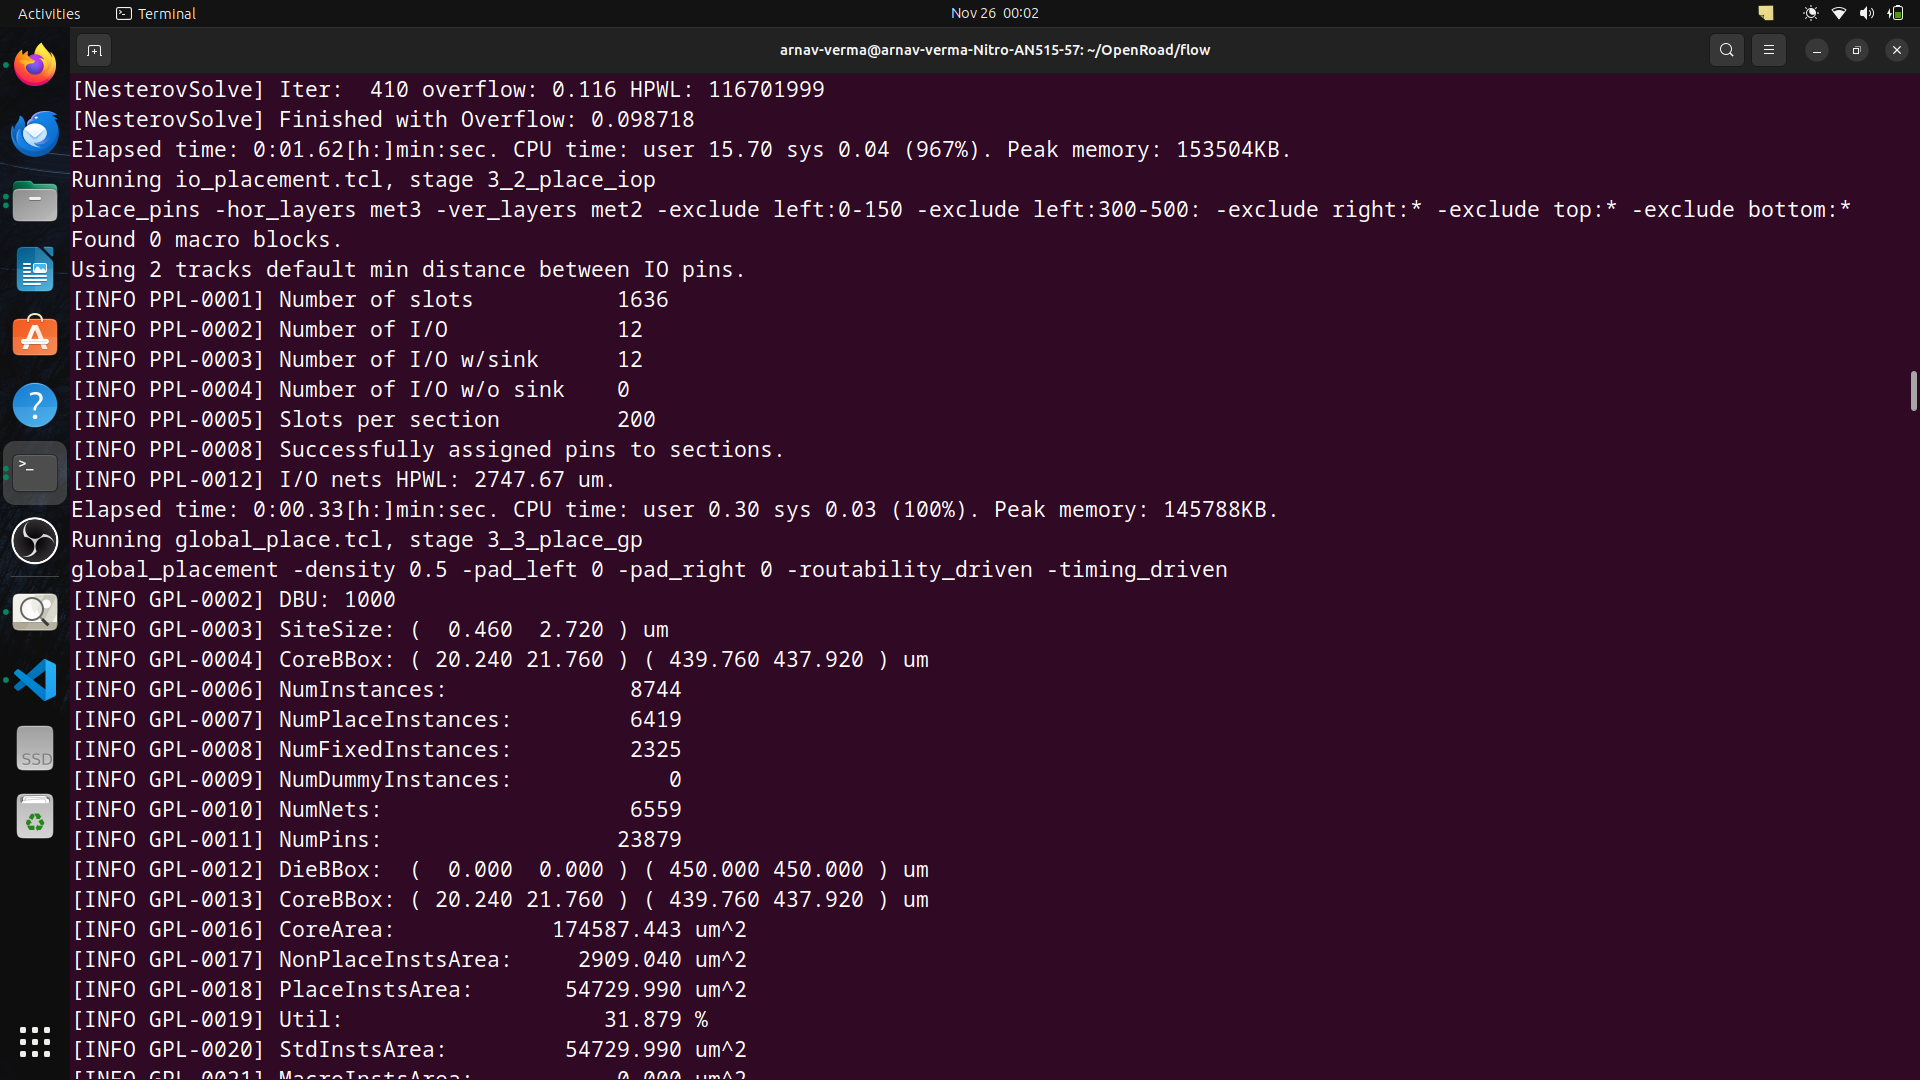 Activities
Terminal
Nov 26 00:02
arnav-verma@arnav-verma-Nitro-AN515-57: ~/OpenRoad/flow
[NesterovSolve] Iter:  410 overflow: 0.116 HPWL: 116701999
[NesterovSolve] Finished with Overflow: 0.098718
Elapsed time: 0:01.62[h:]min:sec. CPU time: user 15.70 sys 0.04 (967%). Peak memory: 153504KB.
Running io_placement.tcl, stage 3_2_place_iop
place_pins -hor_layers met3 -ver_layers met2 -exclude left:0-150 -exclude left:300-500: -exclude right:* -exclude top:* -exclude bottom:*
Found 0 macro blocks.
Using 2 tracks default min distance between IO pins.
[INFO PPL-0001] Number of slots           1636
[INFO PPL-0002] Number of I/O             12
[INFO PPL-0003] Number of I/O w/sink      12
[INFO PPL-0004] Number of I/O w/o sink    0
[INFO PPL-0005] Slots per section         200
[INFO PPL-0008] Successfully assigned pins to sections.
[INFO PPL-0012] I/O nets HPWL: 2747.67 um.
Elapsed time: 0:00.33[h:]min:sec. CPU time: user 0.30 sys 0.03 (100%). Peak memory: 145788KB.
Running global_place.tcl, stage 3_3_place_gp
global_placement -density 0.5 -pad_left 0 -pad_right 0 -routability_driven -timing_driven
[INFO GPL-0002] DBU: 1000
[INFO GPL-0003] SiteSize: (  0.460  2.720 ) um
[INFO GPL-0004] CoreBBox: ( 20.240 21.760 ) ( 439.760 437.920 ) um
[INFO GPL-0006] NumInstances:              8744
[INFO GPL-0007] NumPlaceInstances:         6419
[INFO GPL-0008] NumFixedInstances:         2325
[INFO GPL-0009] NumDummyInstances:            0
[INFO GPL-0010] NumNets:                   6559
[INFO GPL-0011] NumPins:                  23879
[INFO GPL-0012] DieBBox:  (  0.000  0.000 ) ( 450.000 450.000 ) um
[INFO GPL-0013] CoreBBox: ( 20.240 21.760 ) ( 439.760 437.920 ) um
[INFO GPL-0016] CoreArea:            174587.443 um^2
[INFO GPL-0017] NonPlaceInstsArea:     2909.040 um^2
[INFO GPL-0018] PlaceInstsArea:       54729.990 um^2
[INFO GPL-0019] Util:                    31.879 %
[INFO GPL-0020] StdInstsArea:         54729.990 um^2
[INFO GPL-0021] MacroInstsArea:           0.000 um^2
SSD